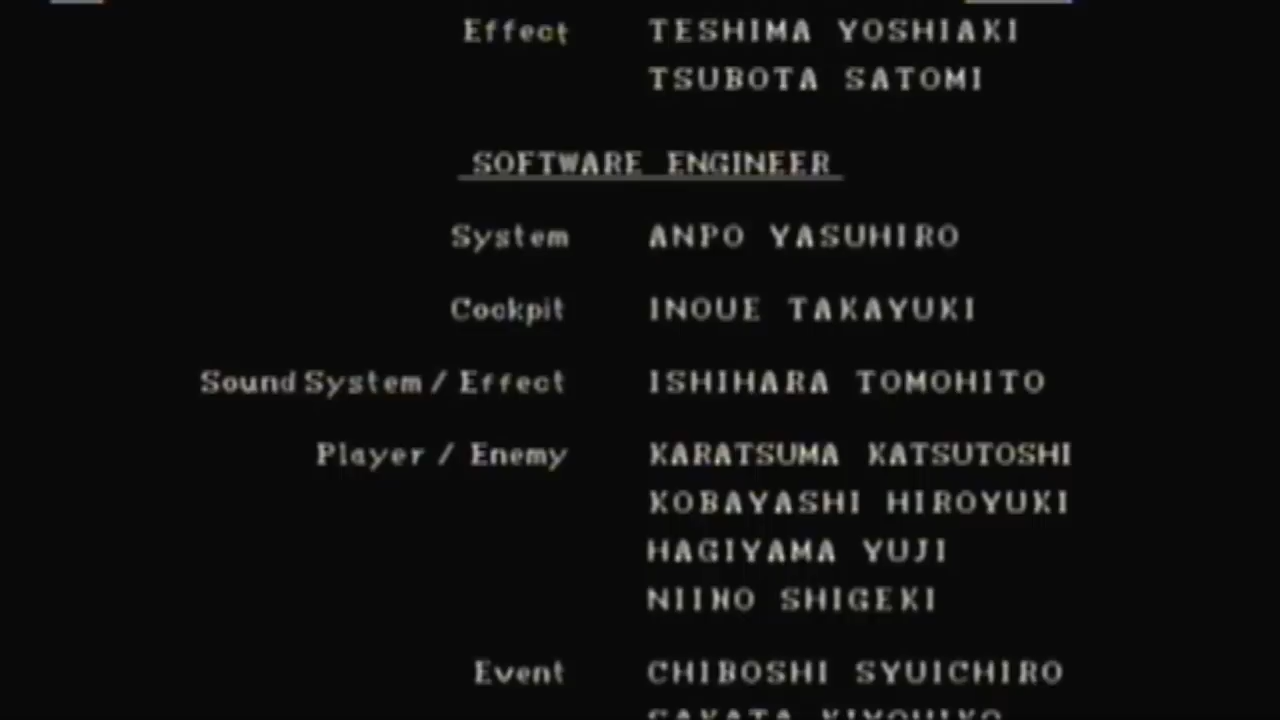 Effect TESHIMA YOSHIAKI
TSUBOTA SATOMI
SOFTWARE ENGINEER
System ANPO YASUHIRO
Cockpit INOUE TAKAYUKI
Sound System / Effect ISHIHARA TOMOHITO
Player / Enemy KARATSUMA KATSUTOSHI
KOBAYASHI HIROYUKI
HAGIYAMA YUJI
NIINO SHIGEKI
Event CHIBOSHI SYUICHIRO